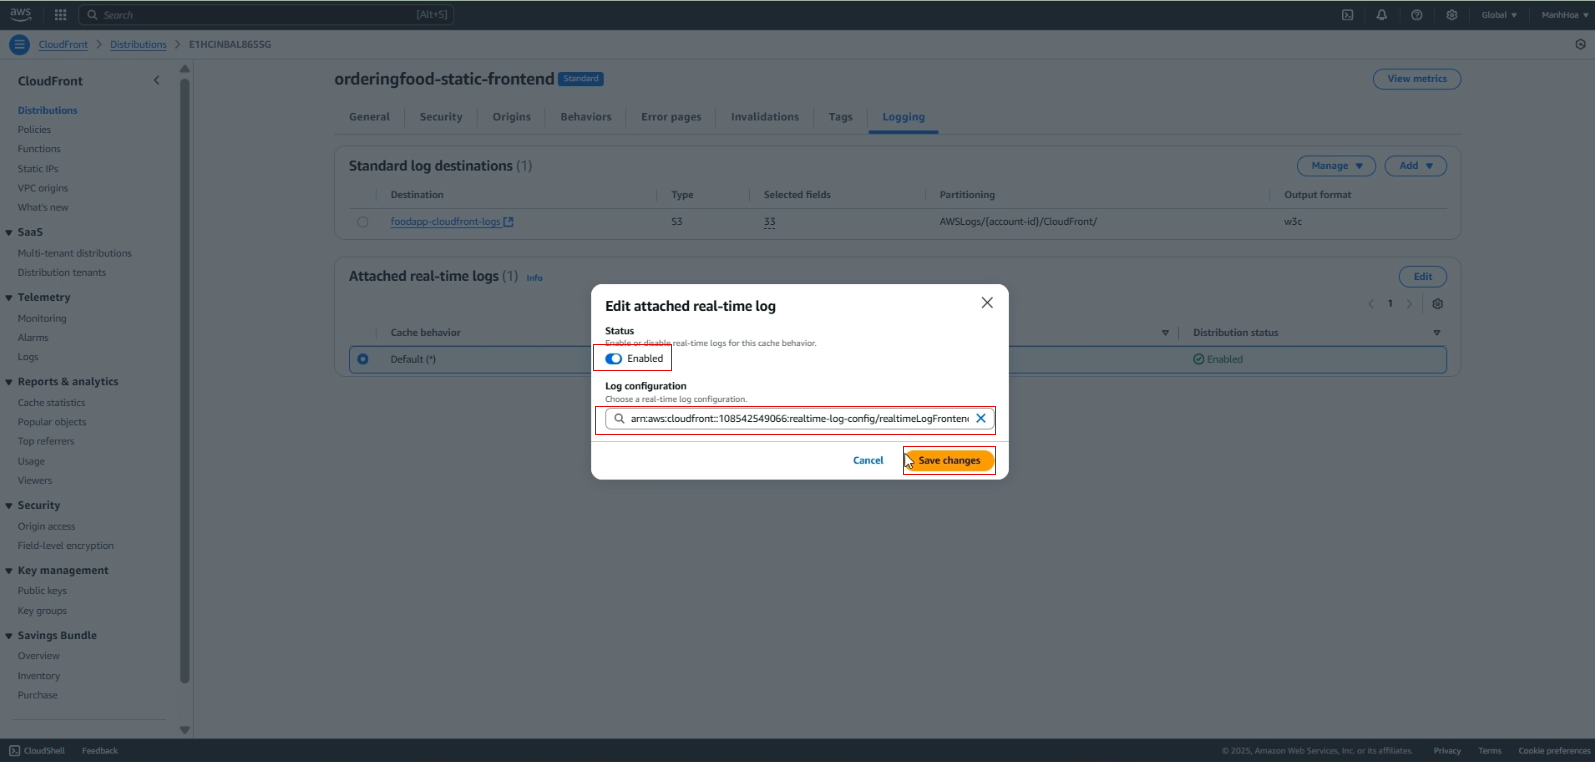 aws
Search [Alt+S]
Global ▼ ManhHoa ▼
CloudFront > Distributions > E1HCINBAL86SSG
CloudFront
Distributions
Policies
Functions
Static IPs
VPC origins
What's new
SaaS
Multi-tenant distributions
Distribution tenants
Telemetry
Monitoring
Alarms
Logs
Reports & analytics
Cache statistics
Popular objects
Top referrers
Usage
Viewers
Security
Origin access
Field-level encryption
Key management
Public keys
Key groups
Savings Bundle
Overview
Inventory
Purchase
orderingfood-static-frontend Standard
View metrics
General Security Origins Behaviors Error pages Invalidations Tags Logging
Standard log destinations (1)
Manage ▼ Add ▼
Destination Type Selected fields Partitioning Output format
foodapp-cloudfront-logs S3 33 AWSLogs/{account-id}/CloudFront/ w3c
Attached real-time logs (1) Info
Edit
1
Cache behavior Distribution status
Default (*) Enabled
Edit attached real-time log
Status
Enable or disable real-time logs for this cache behavior.
Enabled
Log configuration
Choose a real-time log configuration.
arn:aws:cloudfront::108542549066:realtime-log-config/realtimeLogFronten
Cancel Save changes
CloudShell Feedback
© 2025, Amazon Web Services, Inc. or its affiliates. Privacy Terms Cookie preferences